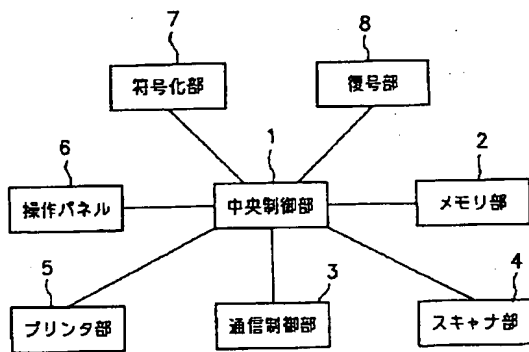 7
符号化部
8
復号部
6
操作パネル
1
中央制御部
2
メモリ部
5
プリンタ部
3
通信制御部
4
スキャナ部